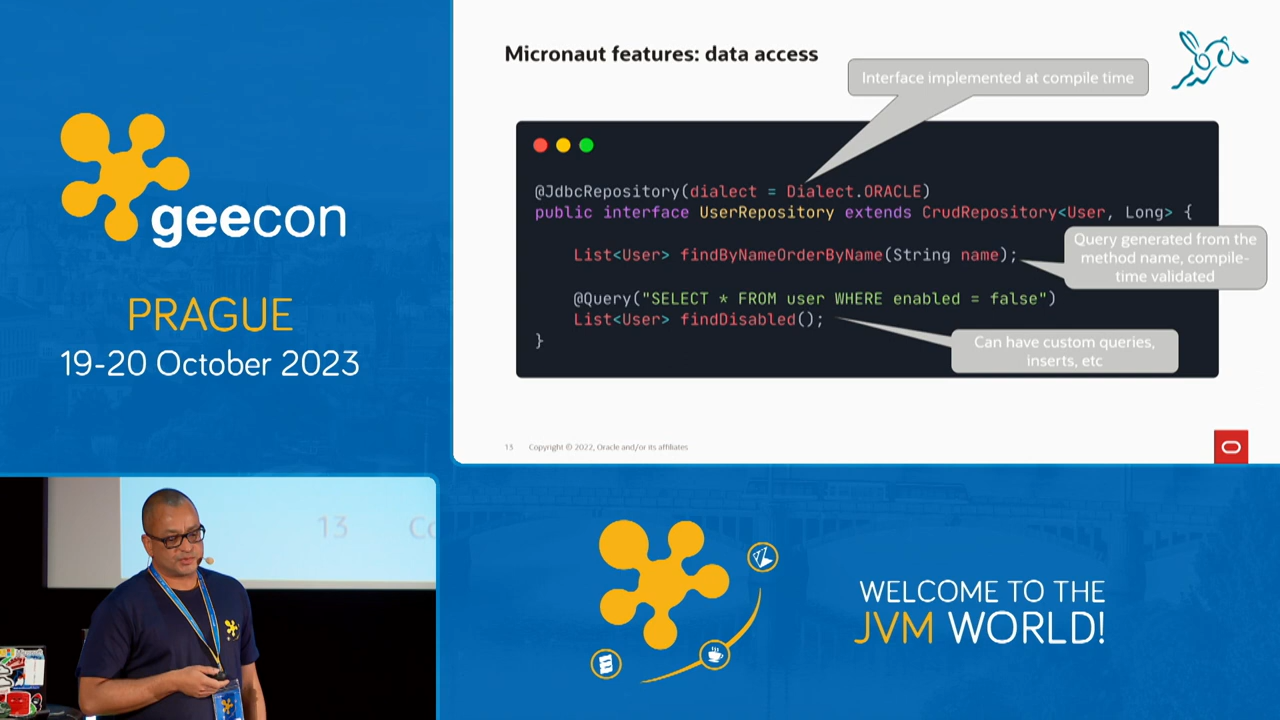 geecon
PRAGUE
19-20 October 2023
Micronaut features: data access
Interface implemented at compile time
@JdbcRepository(dialect = Dialect.ORACLE)
public interface UserRepository extends CrudRepository<User, Long> {
List<User> findByNameOrderByName(String name);
Query generated from the
method name, compile-
time validated
@Query("SELECT * FROM user WHERE enabled = false")
List<User> findDisabled();
Can have custom queries,
inserts, etc
}
13 Copyright © 2022, Oracle and/or its affiliates
13 Co
WELCOME TO THE
JVM WORLD!